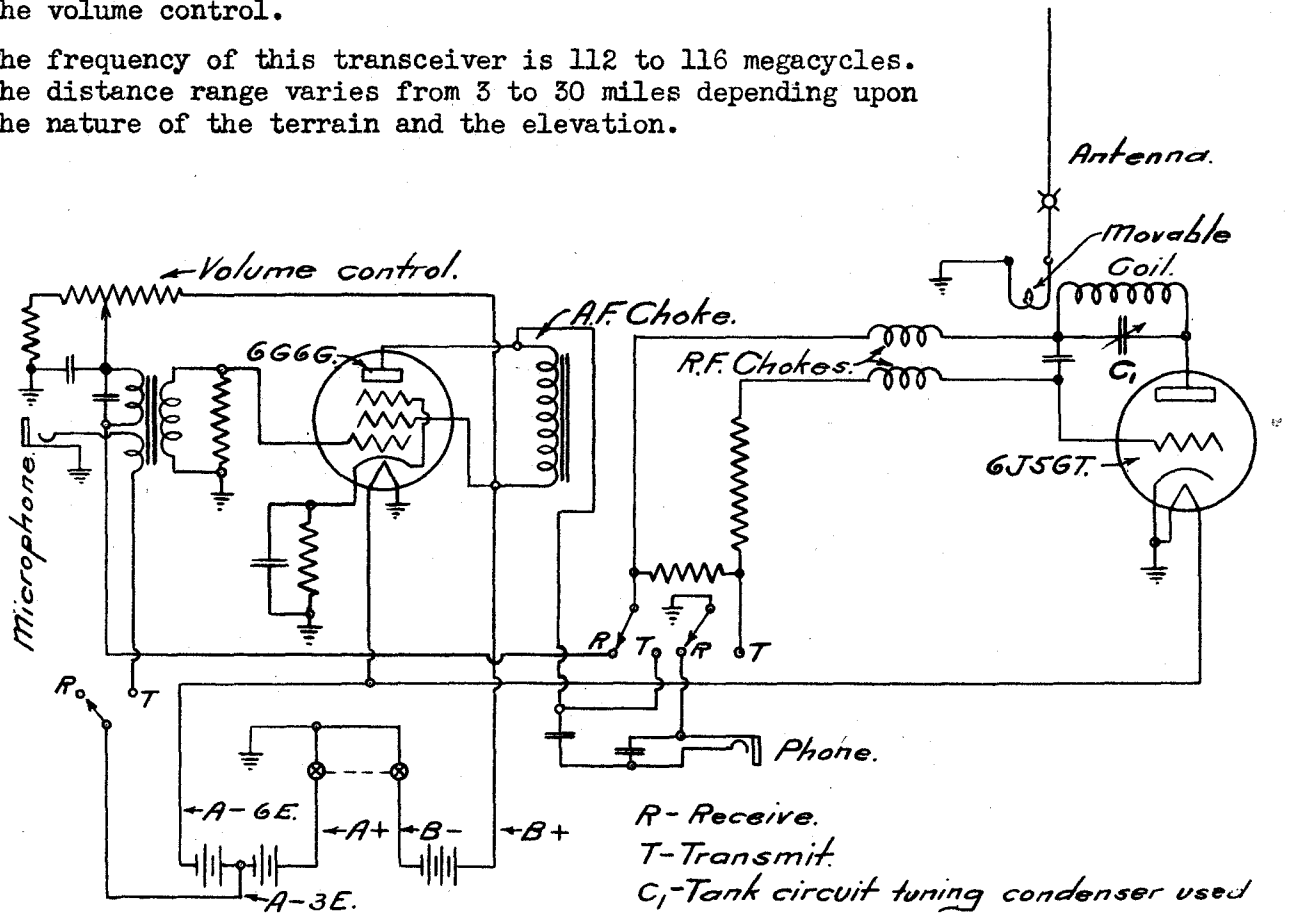 he volume control.
he frequency of this transceiver is 112 to 116 megacycles.
he distance range varies from 3 to 30 miles depending upon
he nature of the terrain and the elevation.
Antenna.
Movable
Coil.
Volume control.
A.F. Choke.
6G6G.
R.F. Chokes.
C₁
6J5GT.
Microphone.
R T R T
R T
Phone.
A-6E.
A+ B- B+
A-3E.
R-Receive.
T-Transmit.
C₁-Tank circuit tuning condenser used